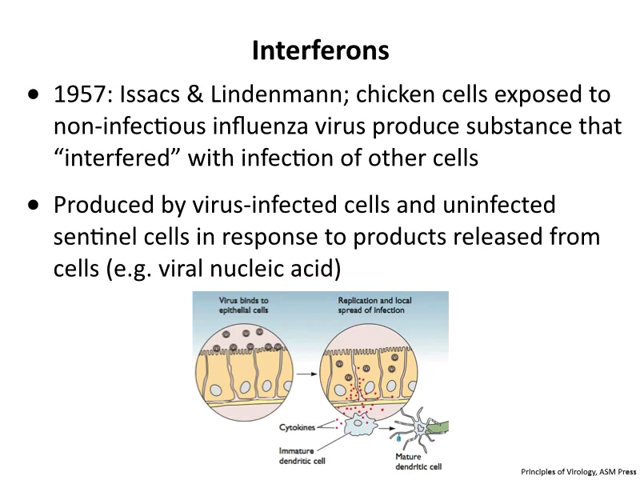 Interferons
• 1957: Issacs & Lindenmann; chicken cells exposed to
non-infectious influenza virus produce substance that
“interfered” with infection of other cells
• Produced by virus-infected cells and uninfected
sentinel cells in response to products released from
cells (e.g. viral nucleic acid)
Virus binds to
epithelial cells
Replication and local
spread of infection
Cytokines
Immature
dendritic cell
Mature
dendritic cell
Principles of Virology, ASM Press